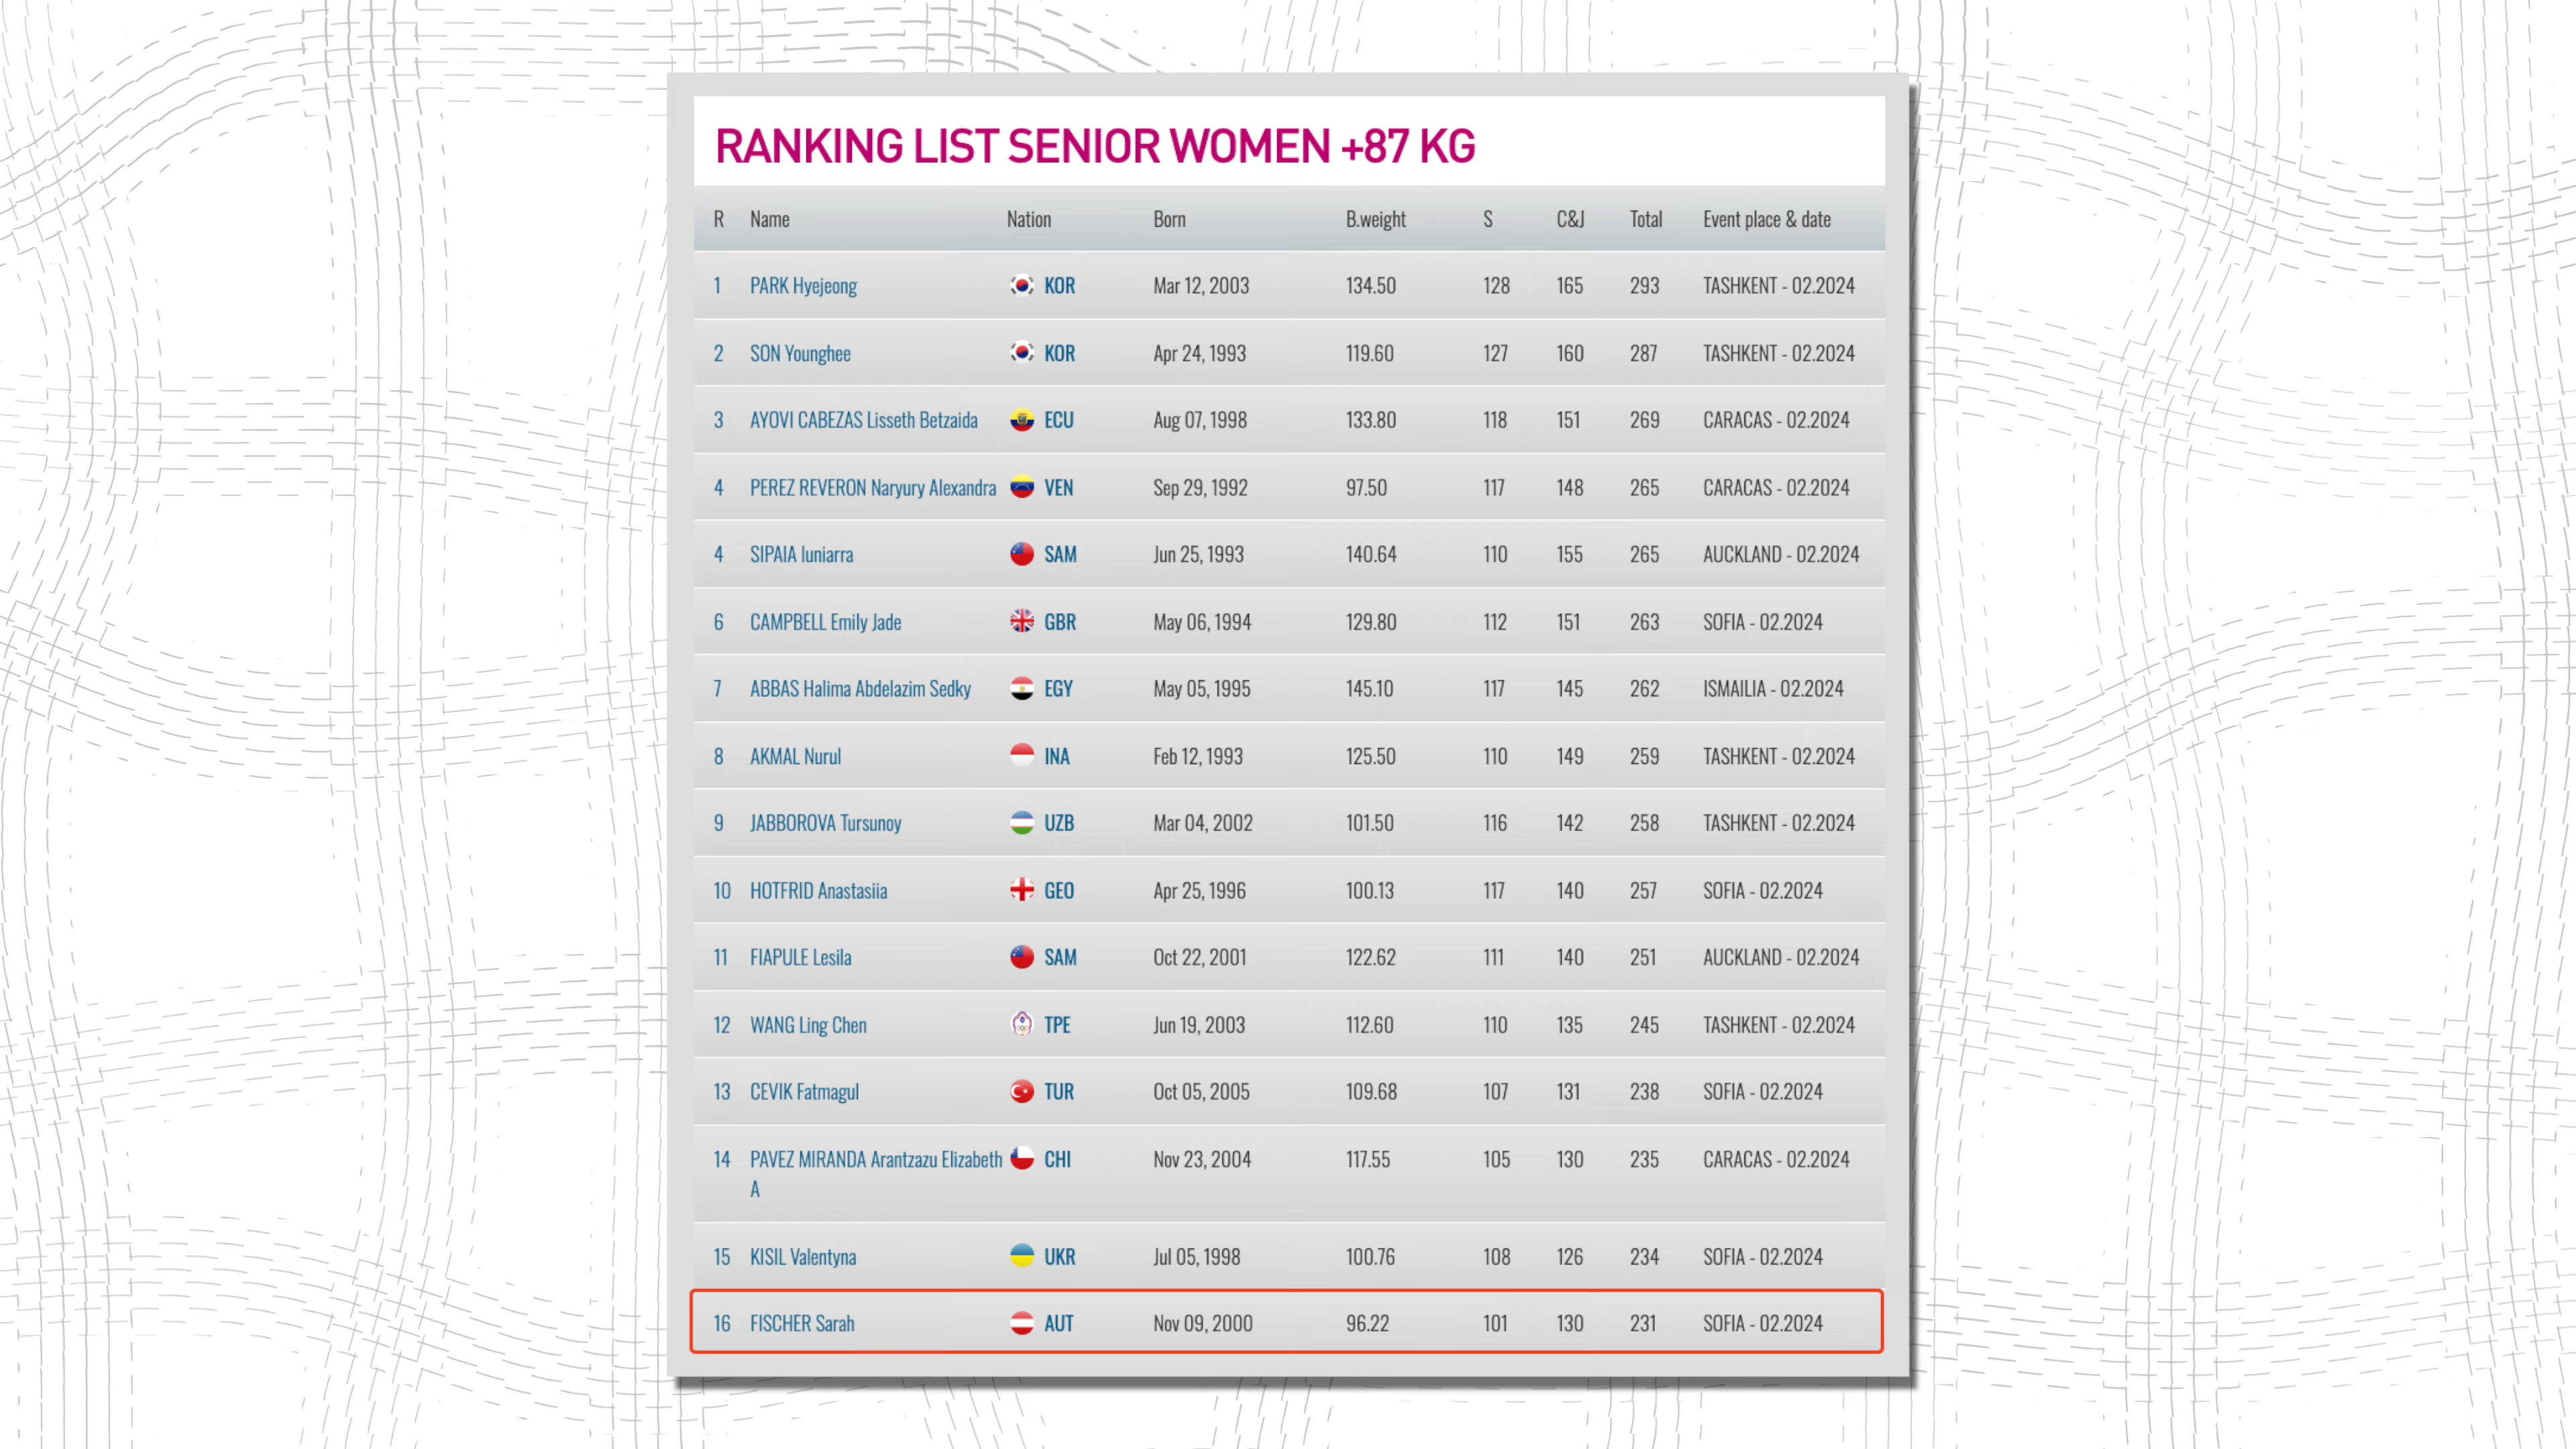 RANKING LIST SENIOR WOMEN +87 KG
R Name Nation Born B.weight S C&J Total Event place & date
1 PARK Hyejeong KOR Mar 12, 2003 134.50 128 165 293 TASHKENT - 02.2024
2 SON Younghee KOR Apr 24, 1993 119.60 127 160 287 TASHKENT - 02.2024
3 AYOVI CABEZAS Lisseth Betzaida ECU Aug 07, 1998 133.80 118 151 269 CARACAS - 02.2024
4 PEREZ REVERON Naryury Alexandra VEN Sep 29, 1992 97.50 117 148 265 CARACAS - 02.2024
4 SIPAIA Iuniarra SAM Jun 25, 1993 140.64 110 155 265 AUCKLAND - 02.2024
6 CAMPBELL Emily Jade GBR May 06, 1994 129.80 112 151 263 SOFIA - 02.2024
7 ABBAS Halima Abdelazim Sedky EGY May 05, 1995 145.10 117 145 262 ISMAILIA - 02.2024
8 AKMAL Nurul INA Feb 12, 1993 125.50 110 149 259 TASHKENT - 02.2024
9 JABBOROVA Tursunoy UZB Mar 04, 2002 101.50 116 142 258 TASHKENT - 02.2024
10 HOTFRID Anastasiia GEO Apr 25, 1996 100.13 117 140 257 SOFIA - 02.2024
11 FIAPULE Lesila SAM Oct 22, 2001 122.62 111 140 251 AUCKLAND - 02.2024
12 WANG Ling Chen TPE Jun 19, 2003 112.60 110 135 245 TASHKENT - 02.2024
13 CEVIK Fatmagul TUR Oct 05, 2005 109.68 107 131 238 SOFIA - 02.2024
14 PAVEZ MIRANDA Arantzazu Elizabeth CHI Nov 23, 2004 117.55 105 130 235 CARACAS - 02.2024
A
15 KISIL Valentyna UKR Jul 05, 1998 100.76 108 126 234 SOFIA - 02.2024
16 FISCHER Sarah AUT Nov 09, 2000 96.22 101 130 231 SOFIA - 02.2024